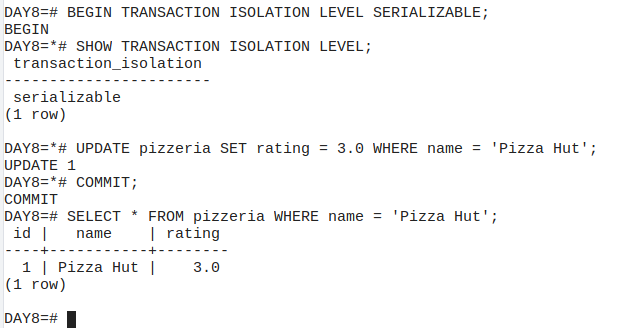 DAY8=# BEGIN TRANSACTION ISOLATION LEVEL SERIALIZABLE;
BEGIN
DAY8=*# SHOW TRANSACTION ISOLATION LEVEL;
 transaction_isolation
-----------------------
 serializable
(1 row)

DAY8=*# UPDATE pizzeria SET rating = 3.0 WHERE name = 'Pizza Hut';
UPDATE 1
DAY8=*# COMMIT;
COMMIT
DAY8=# SELECT * FROM pizzeria WHERE name = 'Pizza Hut';
 id |   name    | rating
----+-----------+--------
  1 | Pizza Hut |    3.0
(1 row)

DAY8=#